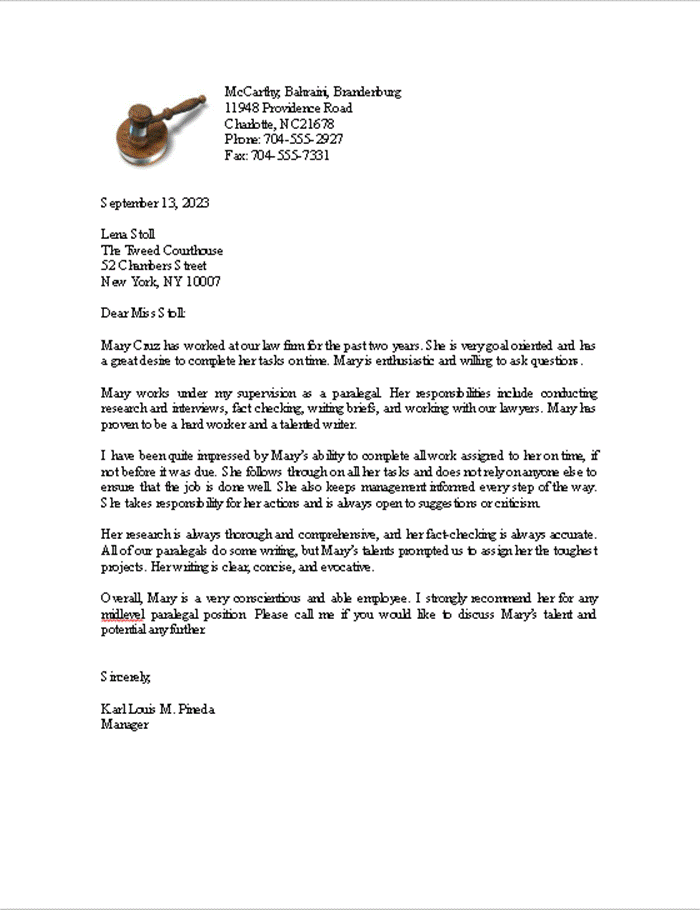 McCarthy, Bahraini, Brandenburg
11948 Providence Road
Charlotte, NC 21678
Phone: 704-555-2927
Fax: 704-555-7331
September 13, 2023
Lena Stoll
The Tweed Courthouse
52 Chambers Street
New York, NY 10007
Dear Miss Stoll:
Mary Cruz has worked at our law firm for the past two years. She is very goal oriented and has
a great desire to complete her tasks on time. Mary is enthusiastic and willing to ask questions.
Mary works under my supervision as a paralegal. Her responsibilities include conducting
research and interviews, fact checking, writing briefs, and working with our lawyers. Mary has
proven to be a hard worker and a talented writer.
I have been quite impressed by Mary’s ability to complete all work assigned to her on time, if
not before it was due. She follows through on all her tasks and does not rely on anyone else to
ensure that the job is done well. She also keeps management informed every step of the way.
She takes responsibility for her actions and is always open to suggestions or criticism.
Her research is always thorough and comprehensive, and her fact-checking is always accurate.
All of our paralegals do some writing, but Mary’s talents prompted us to assign her the toughest
projects. Her writing is clear, concise, and evocative.
Overall, Mary is a very conscientious and able employee. I strongly recommend her for any
midlevel paralegal position. Please call me if you would like to discuss Mary’s talent and
potential any further.
Sincerely,
Karl Louis M. Pineda
Manager